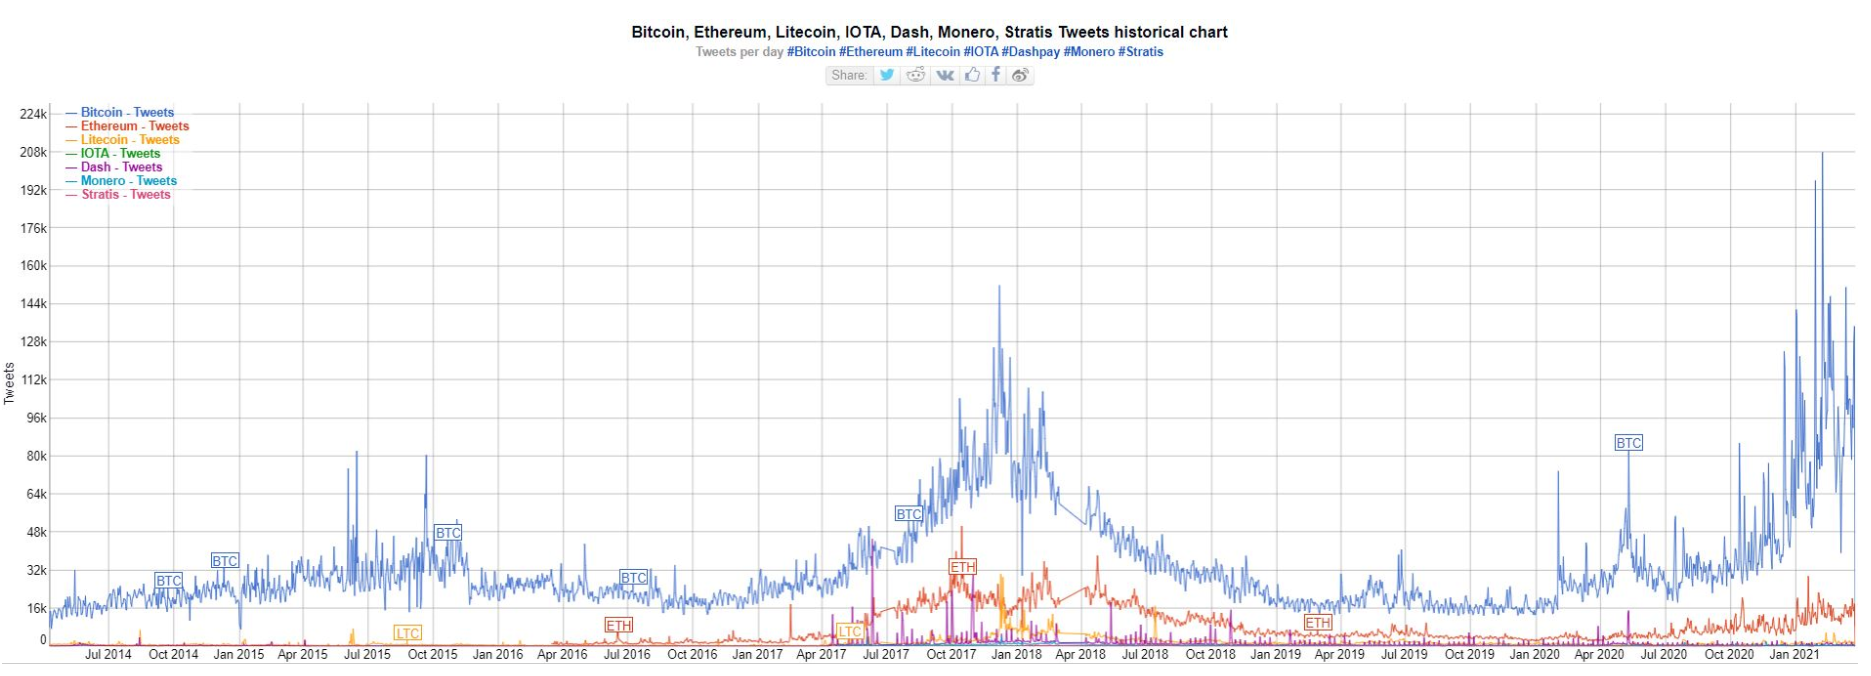 Bitcoin, Ethereum, Litecoin, IOTA, Dash, Monero, Stratis Tweets historical chart
Tweets per day #Bitcoin #Ethereum #Litecoin #IOTA #Dashpay #Monero #Stratis
Share:
Bitcoin - Tweets
Ethereum - Tweets
Litecoin - Tweets
IOTA - Tweets
Dash - Tweets
Monero - Tweets
Stratis - Tweets
224k
208k
192k
176k
160k
144k
128k
112k
96k
80k
64k
48k
32k
16k
0
Tweets
BTC
BTC
BTC
BTC
BTC
BTC
ETH
ETH
ETH
LTC
LTC
Jul 2014 Oct 2014 Jan 2015 Apr 2015 Jul 2015 Oct 2015 Jan 2016 Apr 2016 Jul 2016 Oct 2016 Jan 2017 Apr 2017 Jul 2017 Oct 2017 Jan 2018 Apr 2018 Jul 2018 Oct 2018 Jan 2019 Apr 2019 Jul 2019 Oct 2019 Jan 2020 Apr 2020 Jul 2020 Oct 2020 Jan 2021